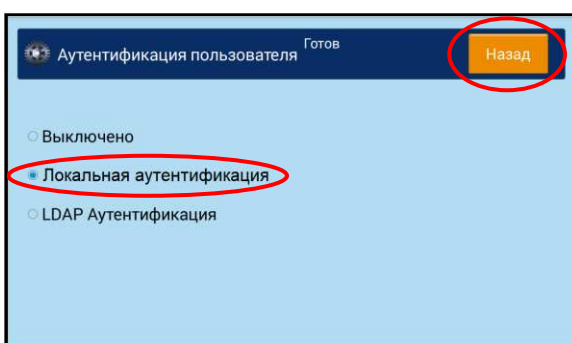 Аутентификация пользователя Готов Назад
Выключено
Локальная аутентификация
LDAP Аутентификация